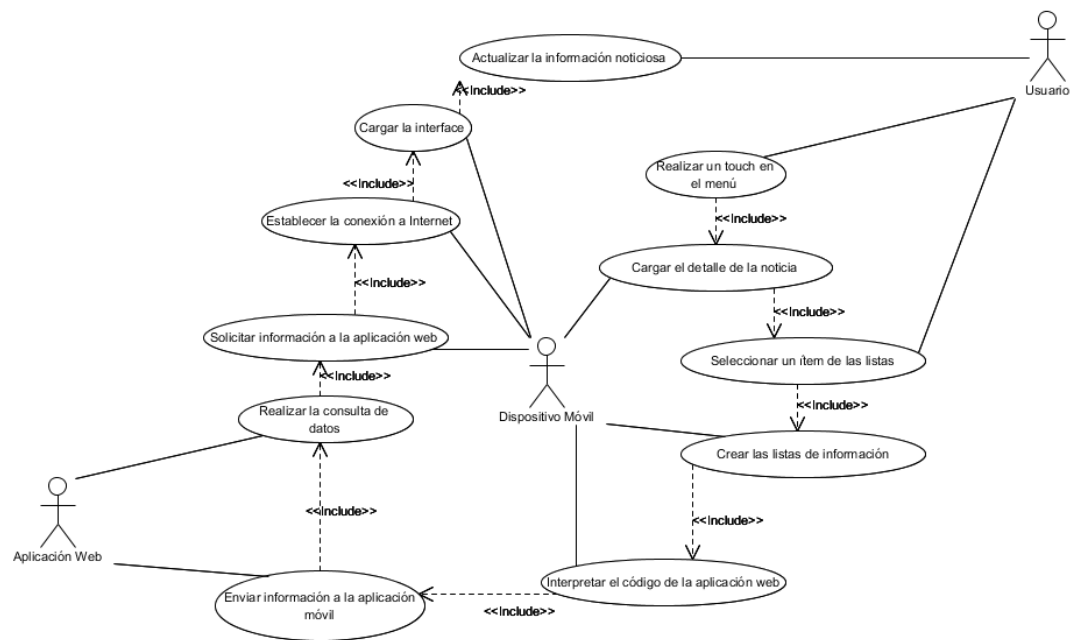 Actualizar la información noticiosa
Usuario
<<Include>>
Cargar la interface
Realizar un touch en
el menú
<<Include>>
<<Include>>
Establecer la conexión a Internet
Cargar el detalle de la noticia
<<Include>>
<<Include>>
Solicitar información a la aplicación web
Seleccionar un ítem de las listas
<<Include>>
<<Include>>
Realizar la consulta de
datos
Dispositivo Móvil
Crear las listas de información
<<Include>>
<<Include>>
Aplicación Web
Interpretar el código de la aplicación web
Enviar información a la aplicación
móvil
<<Include>>